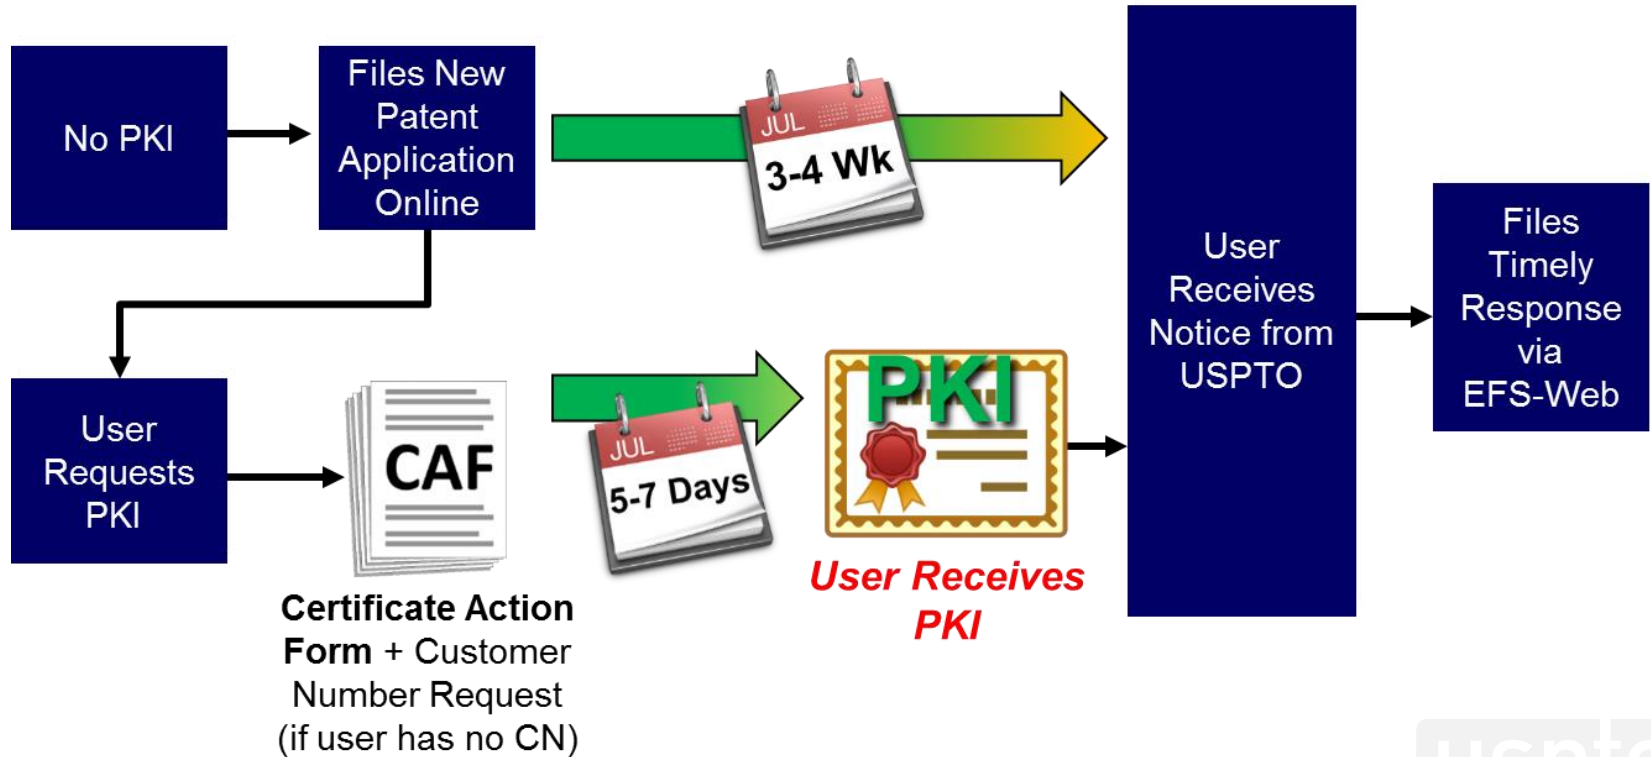 No PKI
Files New
Patent
Application
Online
JUL
3-4 Wk
User
Requests
PKI
CAF
Certificate Action
Form + Customer
Number Request
(if user has no CN)
JUL
5-7 Days
PKI
User Receives
PKI
User
Receives
Notice from
USPTO
Files
Timely
Response
via
EFS-Web